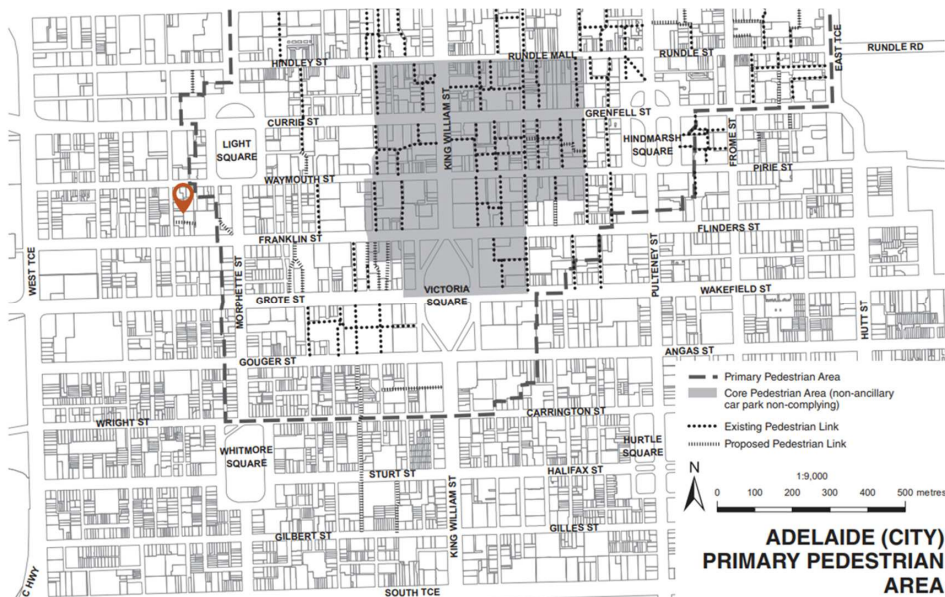 HINDLEY ST
RUNDLE MALL
RUNDLE ST
EAST TCE
RUNDLE RD
CURRIE ST
GRENFELL ST
LIGHT
SQUARE
KING WILLIAM ST
HINDMARSH
SQUARE
FROME ST
WAYMOUTH ST
PIRIE ST
FRANKLIN ST
FLINDERS ST
WEST TCE
MORPHETTE ST
PULTENEY ST
GROTE ST
VICTORIA
SQUARE
WAKEFIELD ST
HUTT ST
GOUGER ST
ANGAS ST
Primary Pedestrian Area
Core Pedestrian Area (non-ancillary
car park non-complying)
Existing Pedestrian Link
Proposed Pedestrian Link
WRIGHT ST
CARRINGTON ST
WHITMORE
SQUARE
HURTLE
SQUARE
STURT ST
HALIFAX ST
N
1:9,000
0 100 200 300 400 500 metres
KING WILLIAM ST
GILBERT ST
GILLES ST
C HWY
SOUTH TCE
ADELAIDE (CITY)
PRIMARY PEDESTRIAN
AREA